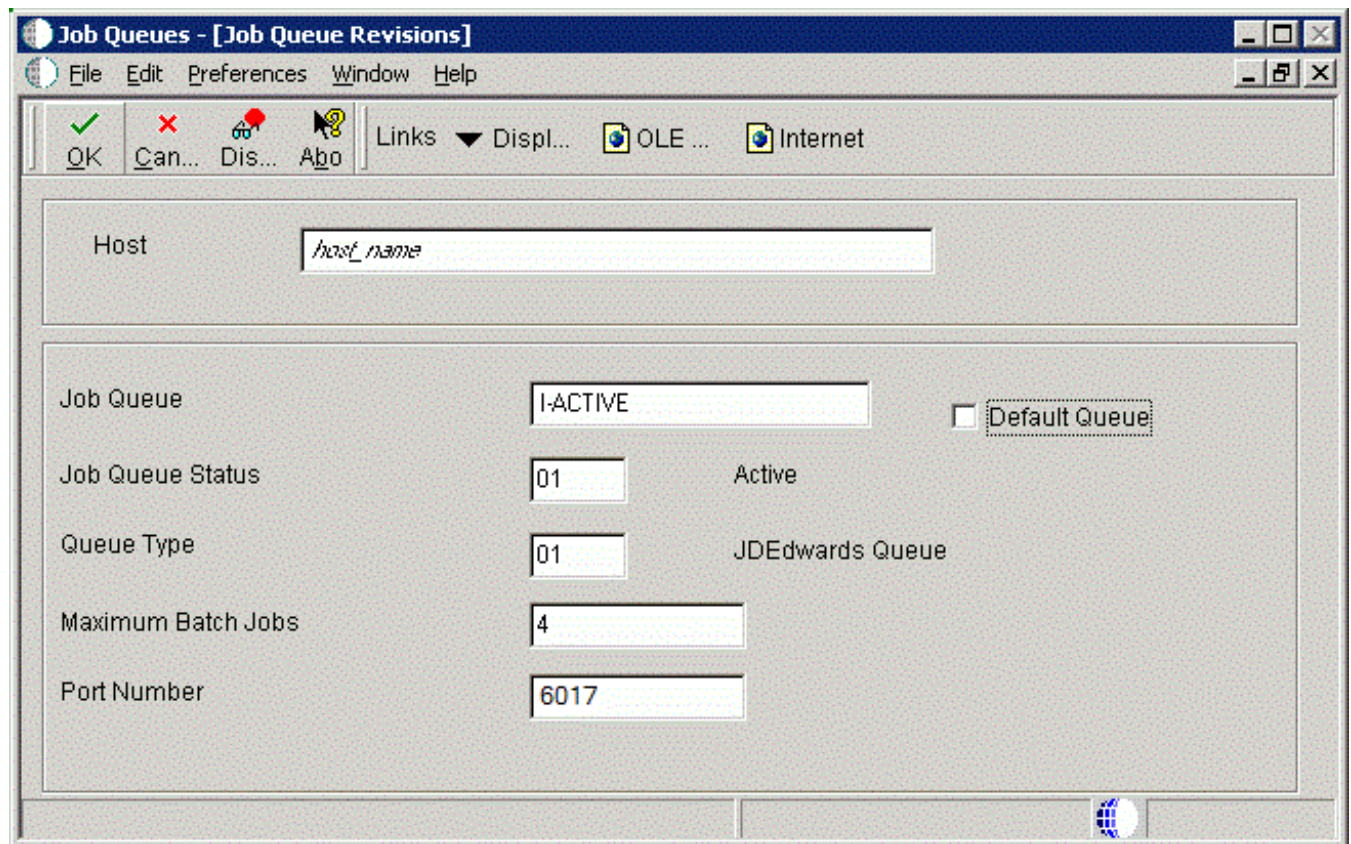 Job Queues - [Job Queue Revisions]
File Edit Preferences Window Help
OK Can... Dis... Abo Links Displ... OLE ... Internet
Host host_name
Job Queue I-ACTIVE Default Queue
Job Queue Status 01 Active
Queue Type 01 JDEdwards Queue
Maximum Batch Jobs 4
Port Number 6017